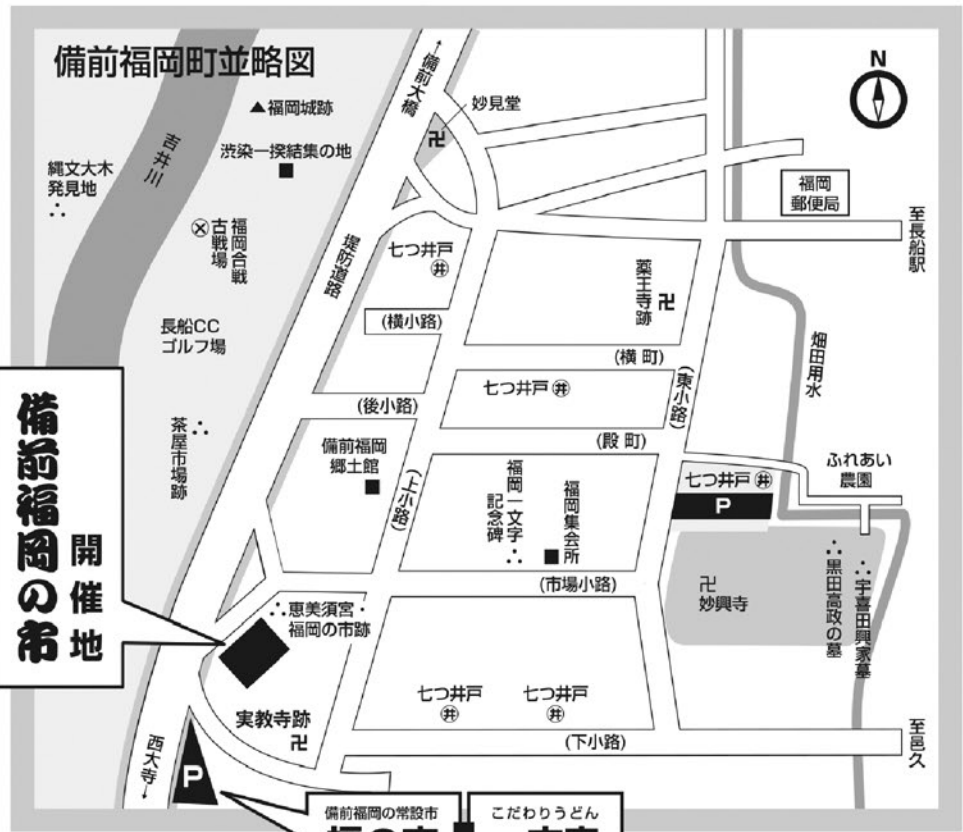 備前福岡町並略図
N
←備前大橋
妙見堂
卍
▲福岡城跡
渋染一揆結集の地
吉井川
縄文大木
発見地
福岡合戦
古戦場
堤防道路
長船CC
ゴルフ場
茶屋市場跡
福岡
郵便局
至長船駅
七つ井戸 井
(横小路)
薬王寺跡 卍
(横町)
(東小路)
畑田用水
七つ井戸 井
(後小路)
(殿町)
備前福岡
郷土館
(上小路)
福岡一文字
記念碑
福岡集会所
七つ井戸 井
P
ふれあい
農園
(市場小路)
卍
妙興寺
黒田高政の墓
宇喜田興家墓
備前福岡の市
開催地
恵美須宮・
福岡の市跡
実教寺跡
卍
七つ井戸
井
七つ井戸
井
(下小路)
至邑久
西大寺→
P
備前福岡の常設市
こだわりうどん